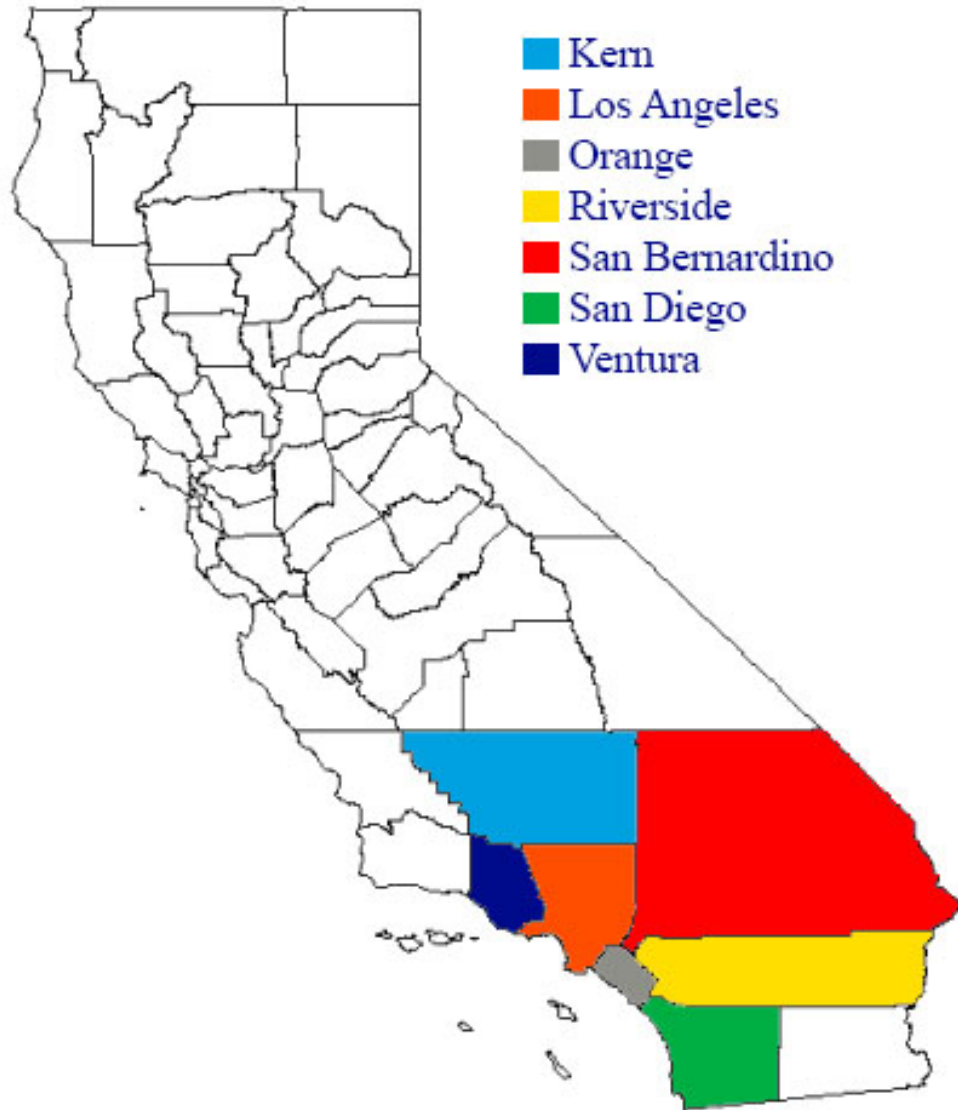 Kern
Los Angeles
Orange
Riverside
San Bernardino
San Diego
Ventura